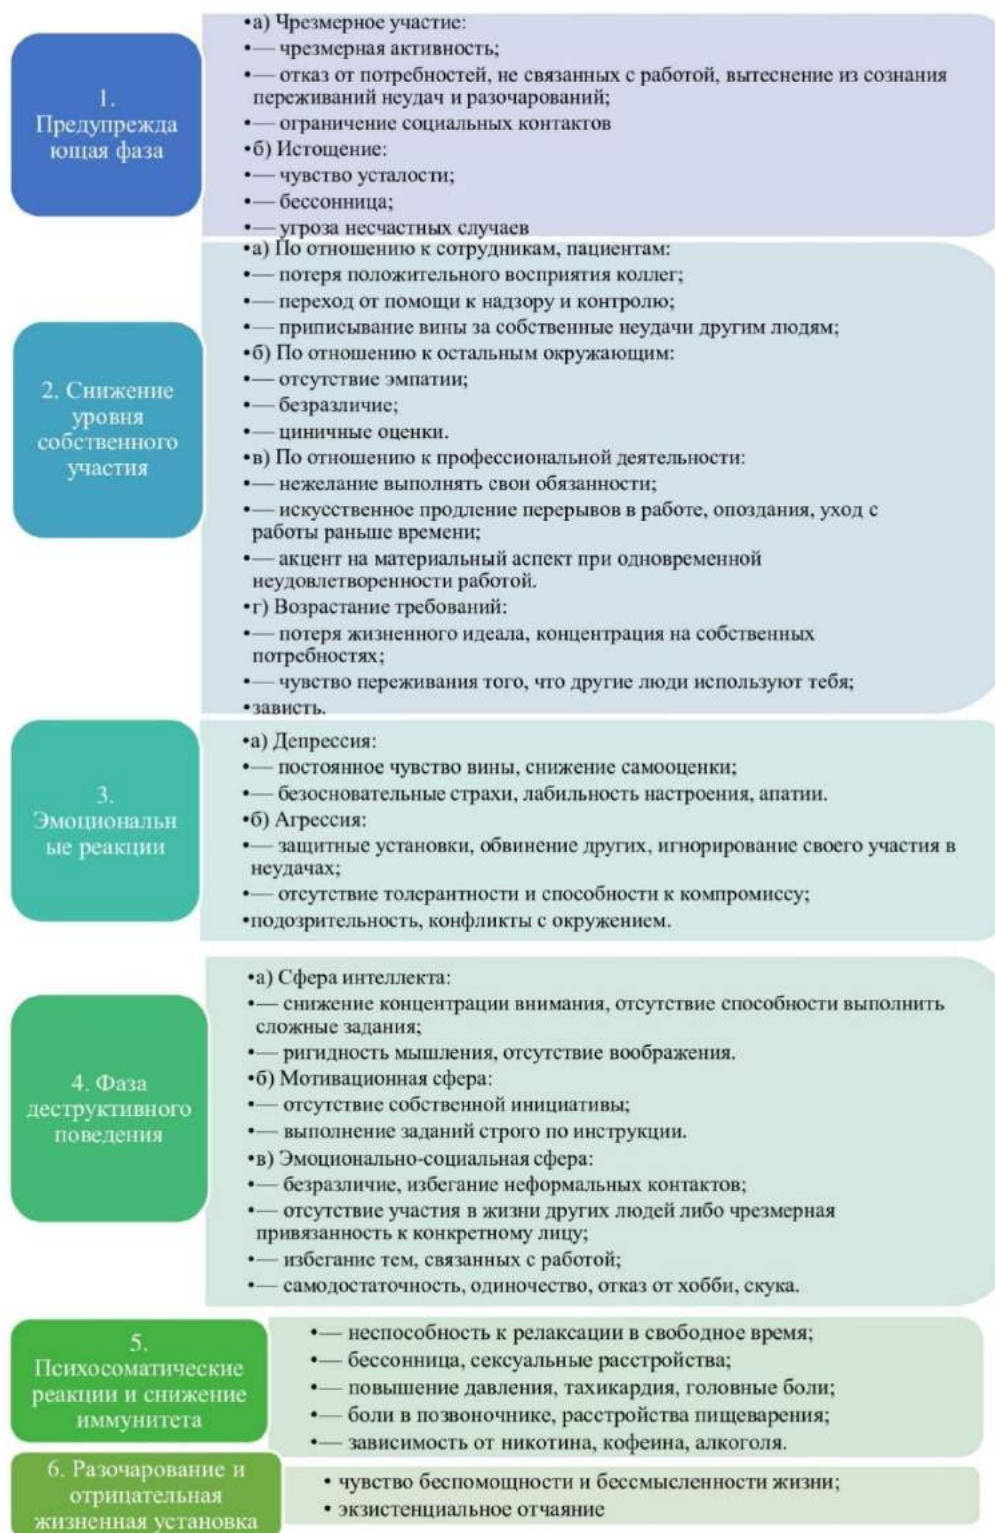 1.
Предупрежда
ющая фаза
•а) Чрезмерное участие:
•— чрезмерная активность;
•— отказ от потребностей, не связанных с работой, вытеснение из сознания
переживаний неудач и разочарований;
•— ограничение социальных контактов
•б) Истощение:
•— чувство усталости;
•— бессонница;
•— угроза несчастных случаев
2. Снижение
уровня
собственного
участия
•а) По отношению к сотрудникам, пациентам:
•— потеря положительного восприятия коллег;
•— переход от помощи к надзору и контролю;
•— приписывание вины за собственные неудачи другим людям;
•б) По отношению к остальным окружающим:
•— отсутствие эмпатии;
•— безразличие;
•— циничные оценки.
•в) По отношению к профессиональной деятельности:
•— нежелание выполнять свои обязанности;
•— искусственное продление перерывов в работе, опоздания, уход с
работы раньше времени;
•— акцент на материальный аспект при одновременной
неудовлетворенности работой.
•г) Возрастание требований:
•— потеря жизненного идеала, концентрация на собственных
потребностях;
•— чувство переживания того, что другие люди используют тебя;
•зависть.
3.
Эмоциональн
ые реакции
•а) Депрессия:
•— постоянное чувство вины, снижение самооценки;
•— безосновательные страхи, лабильность настроения, апатии.
•б) Агрессия:
•— защитные установки, обвинение других, игнорирование своего участия в
неудачах;
•— отсутствие толерантности и способности к компромиссу;
•подозрительность, конфликты с окружением.
4. Фаза
деструктивного
поведения
•а) Сфера интеллекта:
•— снижение концентрации внимания, отсутствие способности выполнить
сложные задания;
•— ригидность мышления, отсутствие воображения.
•б) Мотивационная сфера:
•— отсутствие собственной инициативы;
•— выполнение заданий строго по инструкции.
•в) Эмоционально-социальная сфера:
•— безразличие, избегание неформальных контактов;
•— отсутствие участия в жизни других людей либо чрезмерная
привязанность к конкретному лицу;
•— избегание тем, связанных с работой;
•— самодостаточность, одиночество, отказ от хобби, скука.
5.
Психосоматические
реакции и снижение
иммунитета
•— неспособность к релаксации в свободное время;
•— бессонница, сексуальные расстройства;
•— повышение давления, тахикардия, головные боли;
•— боли в позвоночнике, расстройства пищеварения;
•— зависимость от никотина, кофеина, алкоголя.
6. Разочарование и
отрицательная
жизненная установка
• чувство беспомощности и бессмысленности жизни;
• экзистенциальное отчаяние